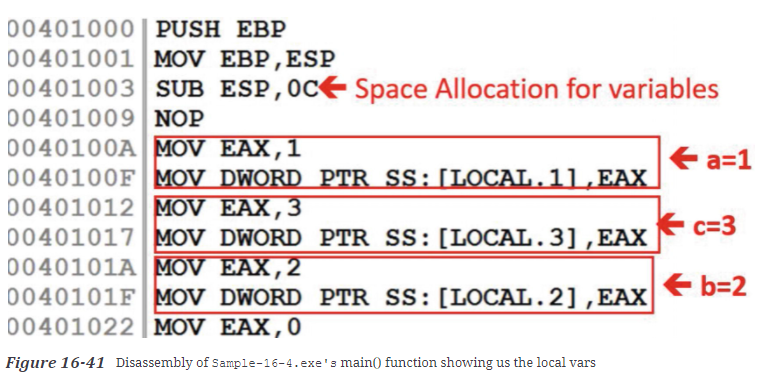 00401000 PUSH EBP
00401001 MOV EBP,ESP
00401003 SUB ESP,0C Space Allocation for variables
00401009 NOP
0040100A MOV EAX,1
0040100F MOV DWORD PTR SS:[LOCAL.1],EAX
a=1
00401012 MOV EAX,3
00401017 MOV DWORD PTR SS:[LOCAL.3],EAX
c=3
0040101A MOV EAX,2
0040101F MOV DWORD PTR SS:[LOCAL.2],EAX
b=2
00401022 MOV EAX,0
Figure 16-41 Disassembly of Sample-16-4.exe's main() function showing us the local vars